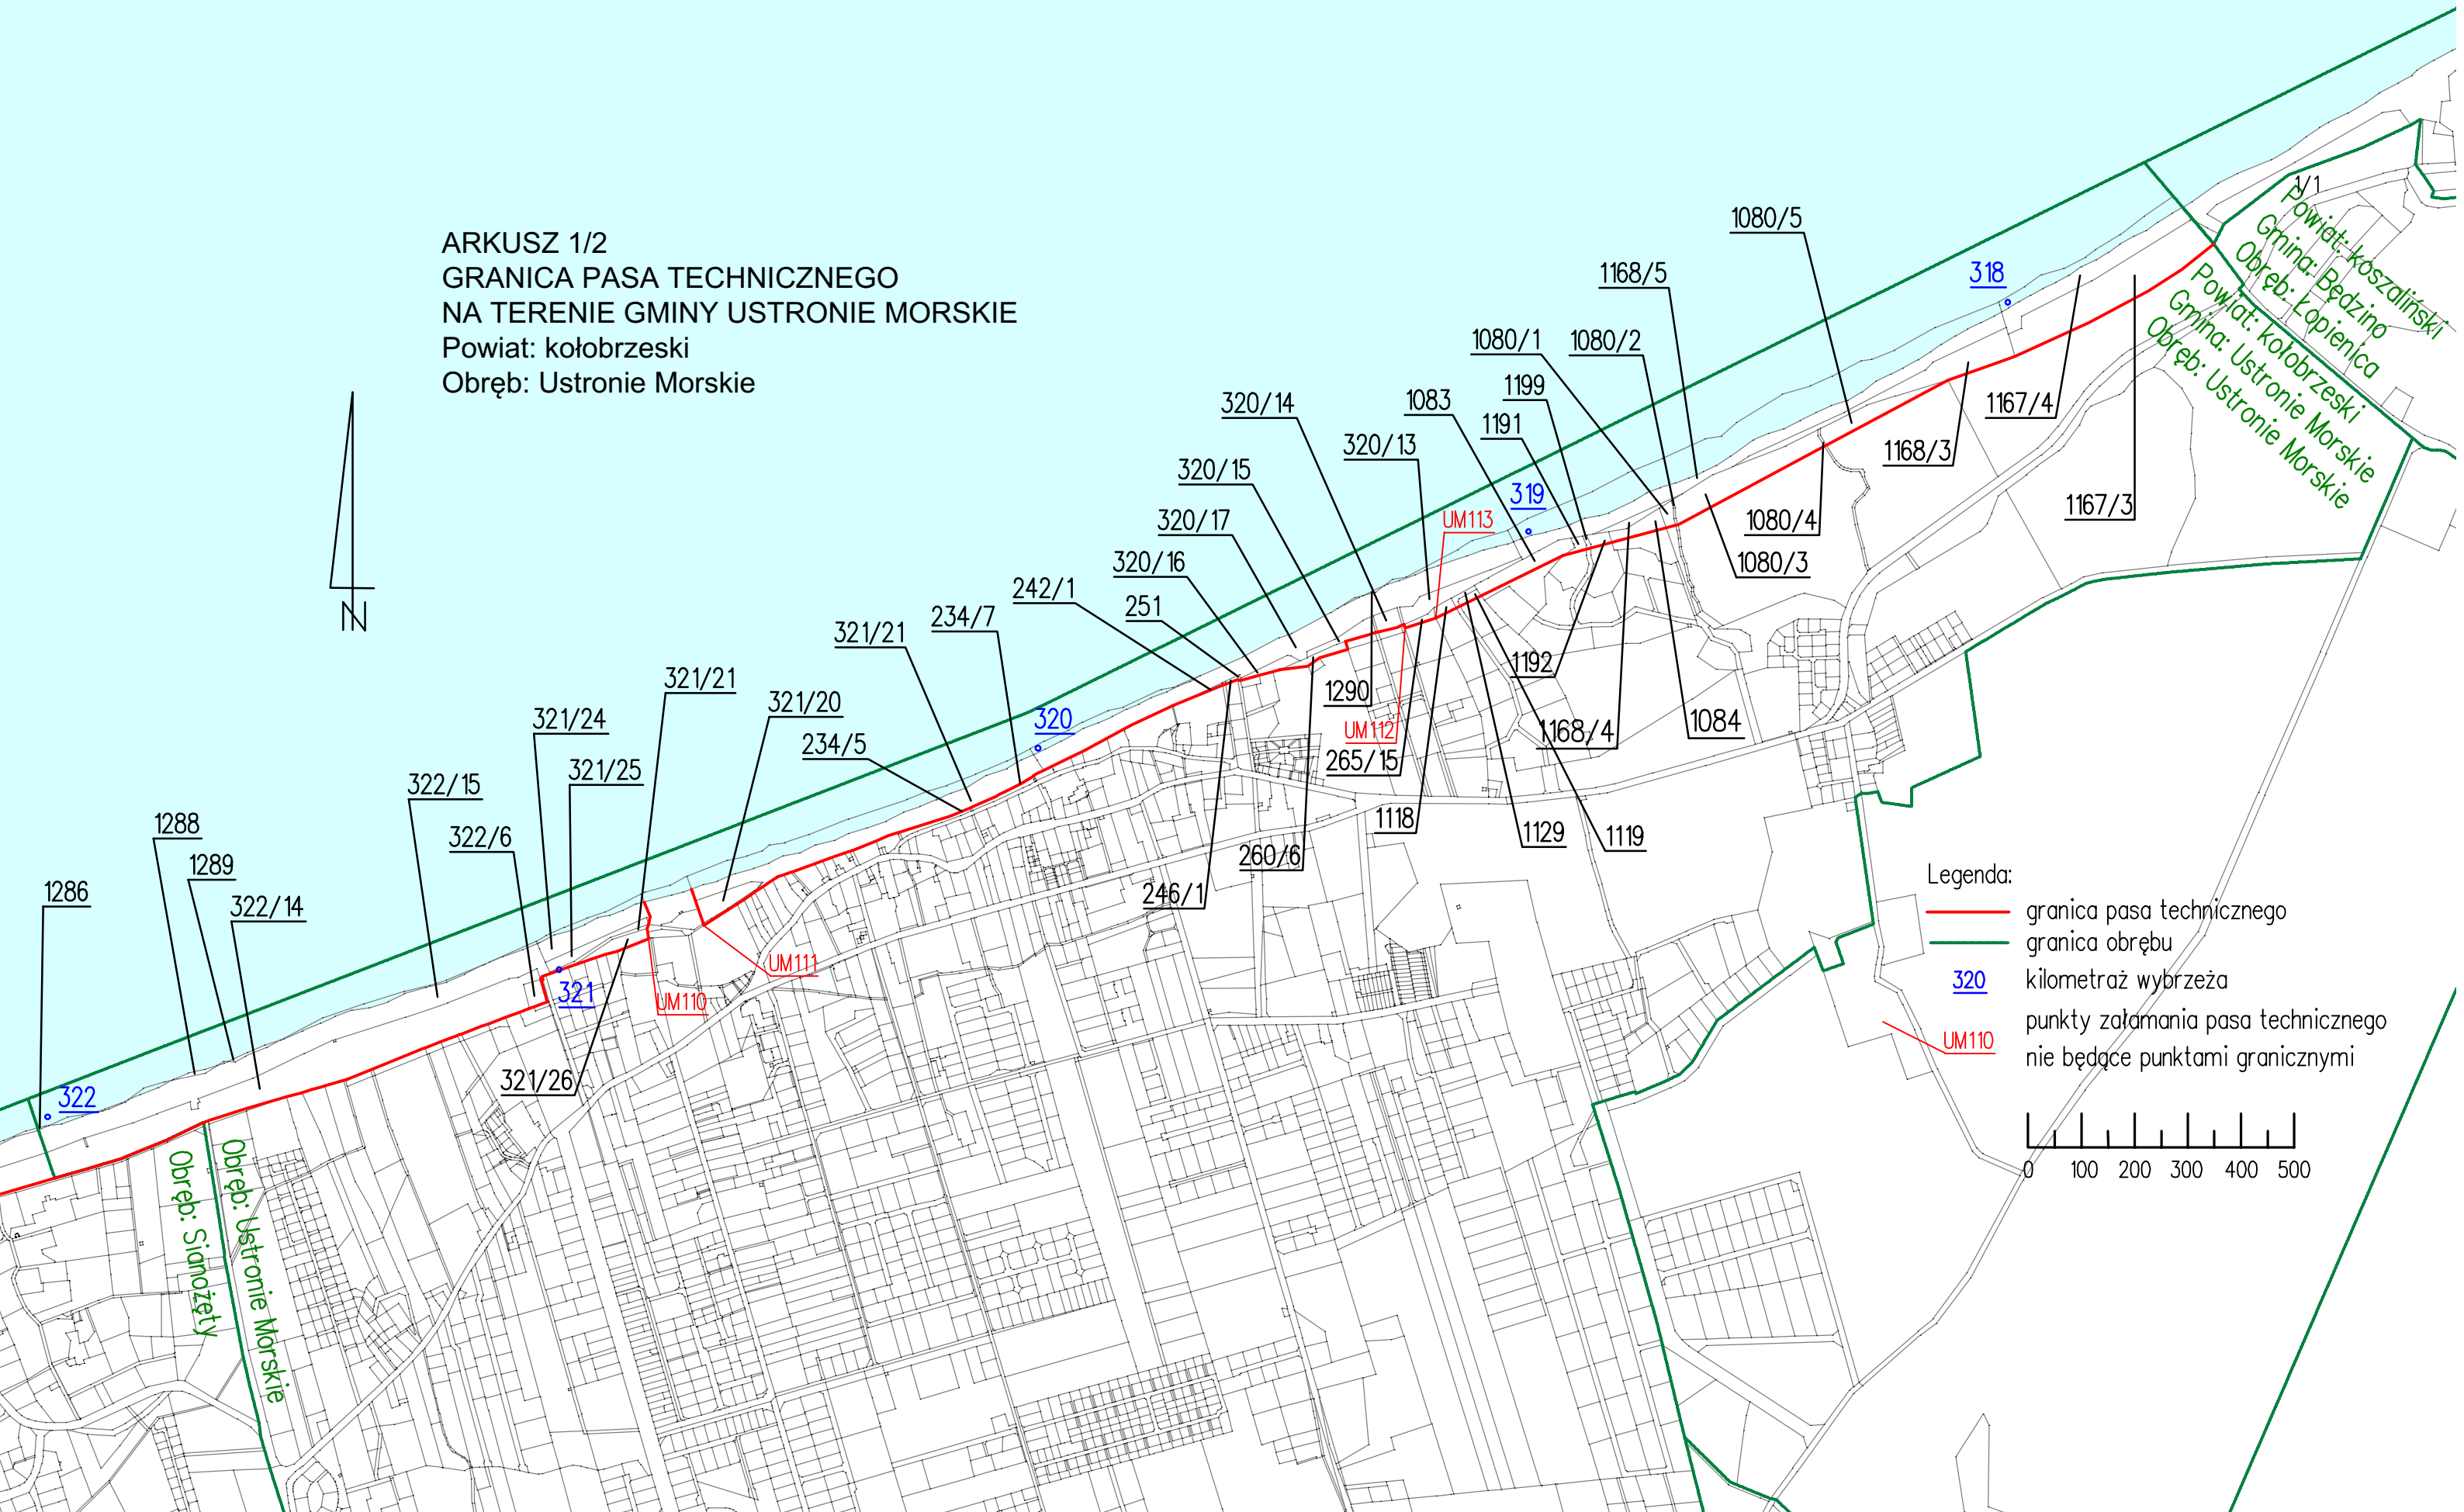 ARKUSZ 1/2
GRANICA PASA TECHNICZNEGO
NA TERENIE GMINY USTRONIE MORSKIE
Powiat: kołobrzeski
Obręb: Ustronie Morskie
N
1/1
Powiat: koszaliński
Gmina: Będzino
Obręb: Łopienica
Powiat: kołobrzeski
Gmina: Ustronie Morskie
Obręb: Ustronie Morskie
1080/5
318
1168/5
1080/1
1080/2
1199
1191
1083
320/14
320/13
320/15
319
UM113
320/17
320/16
242/1
251
234/7
321/21
321/21
321/20
320
234/5
321/24
321/25
322/15
322/6
1288
1289
1286
322/14
322
321
UM111
UM110
321/26
1167/4
1168/3
1167/3
1080/4
1080/3
1192
1290
UM112
1168/4
1084
265/15
1118
1129
1119
260/6
246/1
Obręb: Sianożęty
Obręb: Ustronie Morskie
Legenda:
granica pasa technicznego
granica obrębu
320 kilometraż wybrzeża
punkty załamania pasa technicznego
UM110
nie będące punktami granicznymi
0 100 200 300 400 500